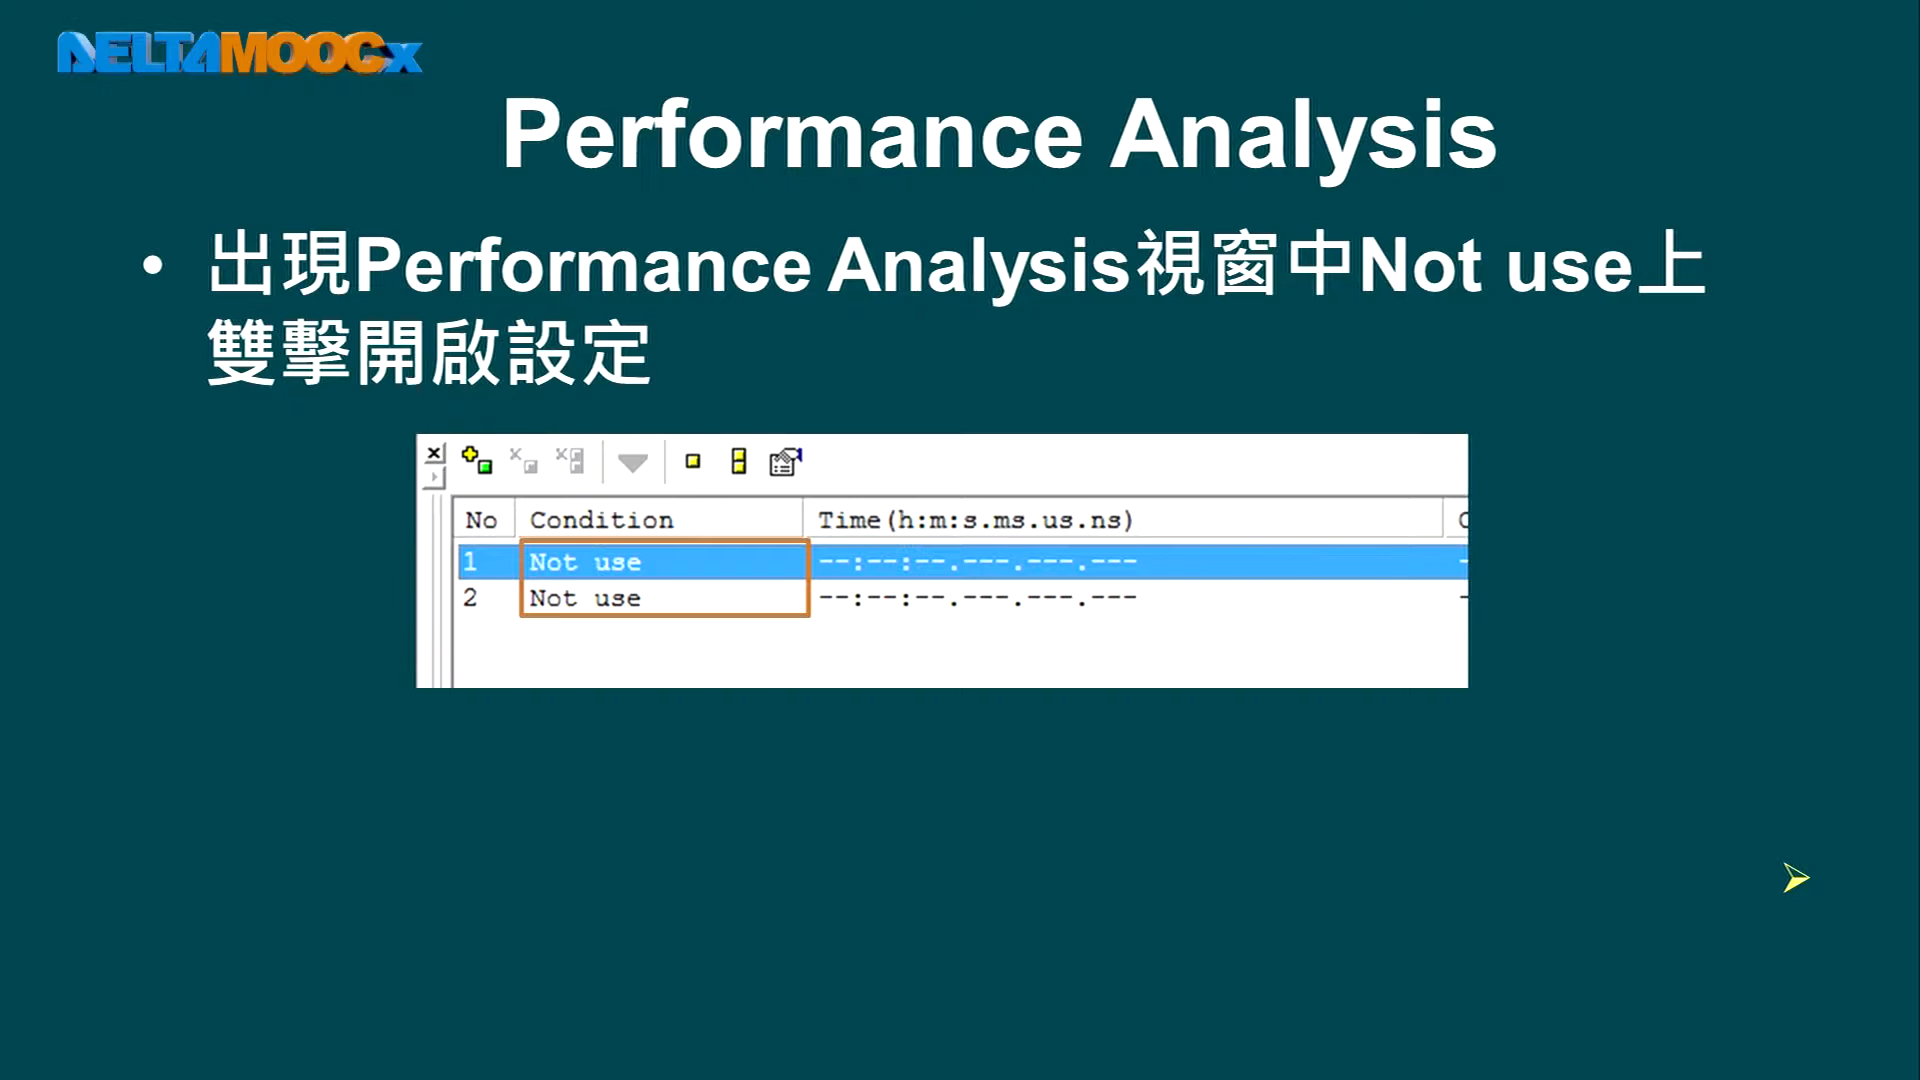 DELTAMOOCx
Performance Analysis
• 出現Performance Analysis視窗中Not use上
雙擊開啟設定
No Condition Time(h:m:s.ms.us.ns)
1 Not use --:--:--.---.---.---
2 Not use --:--:--.---.---.---